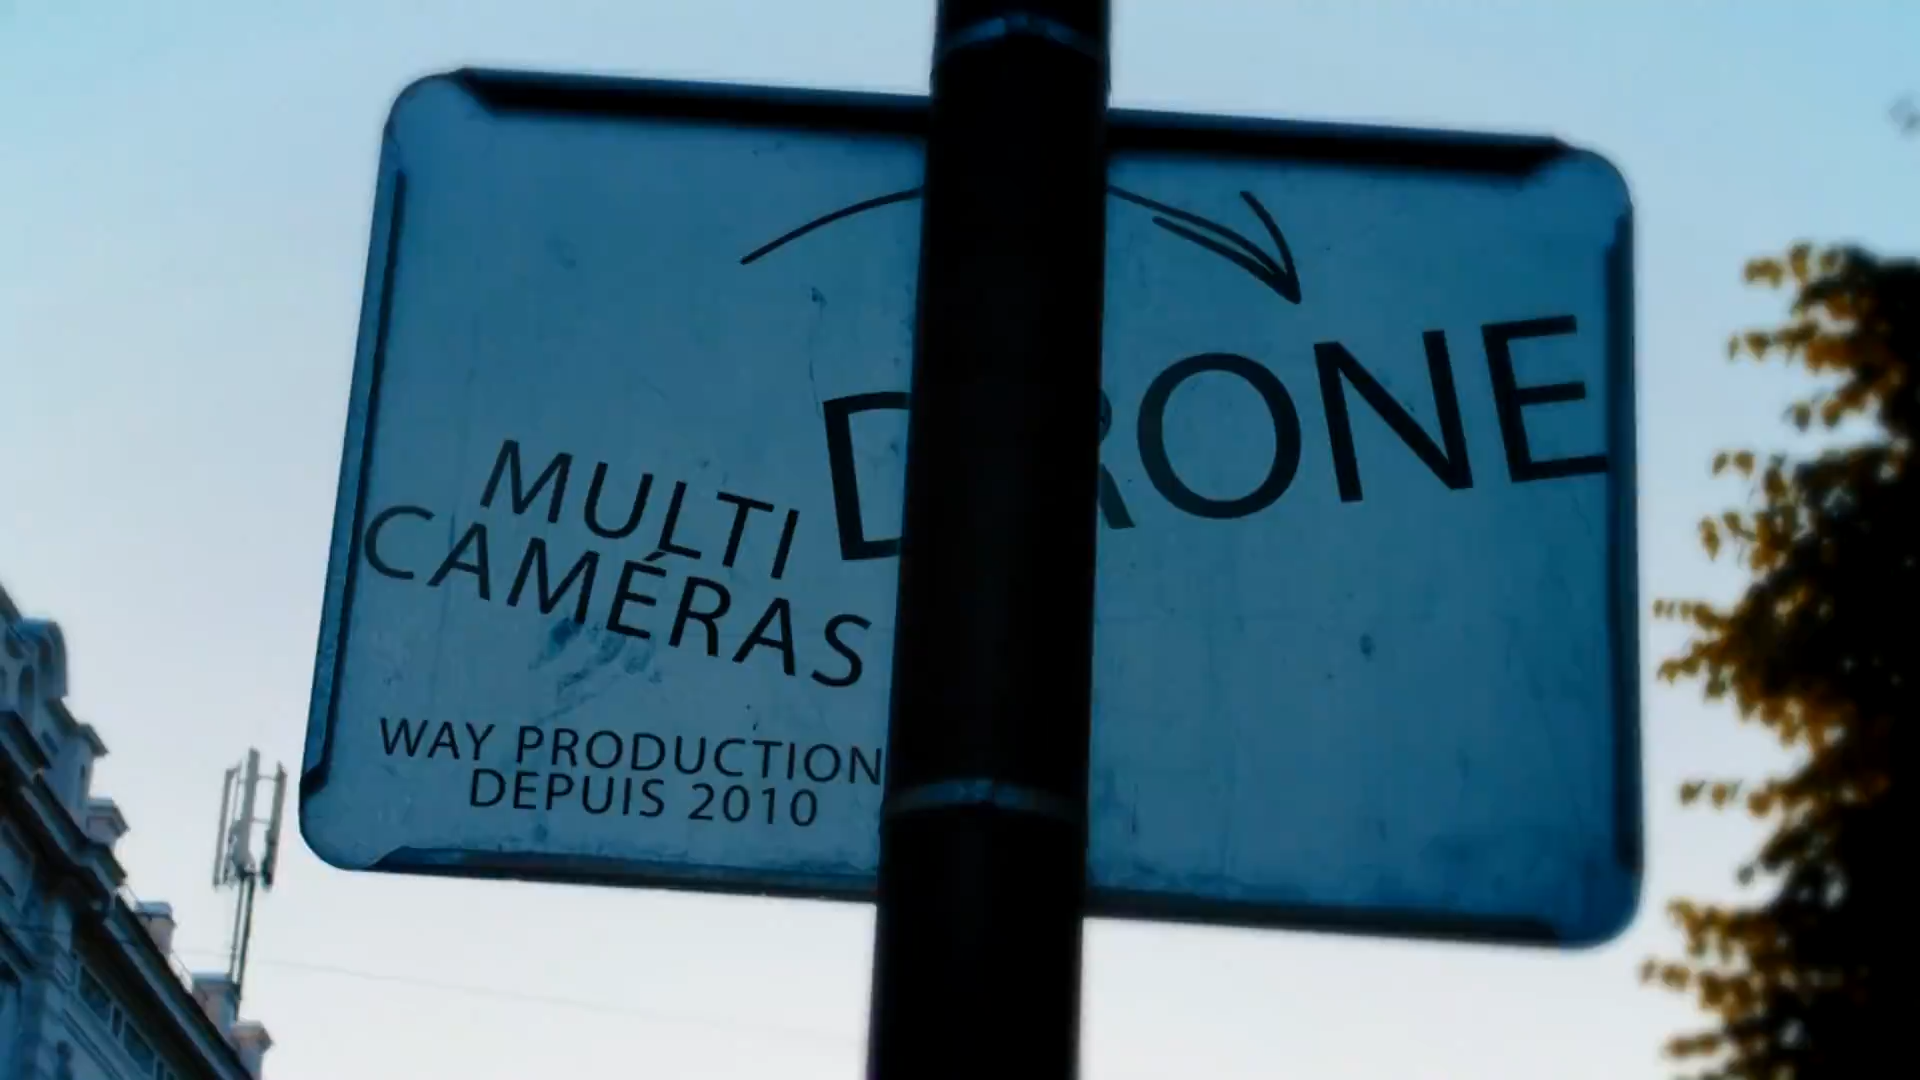 DRONE
MULTI
CAMÉRAS
WAY PRODUCTION
DEPUIS 2010